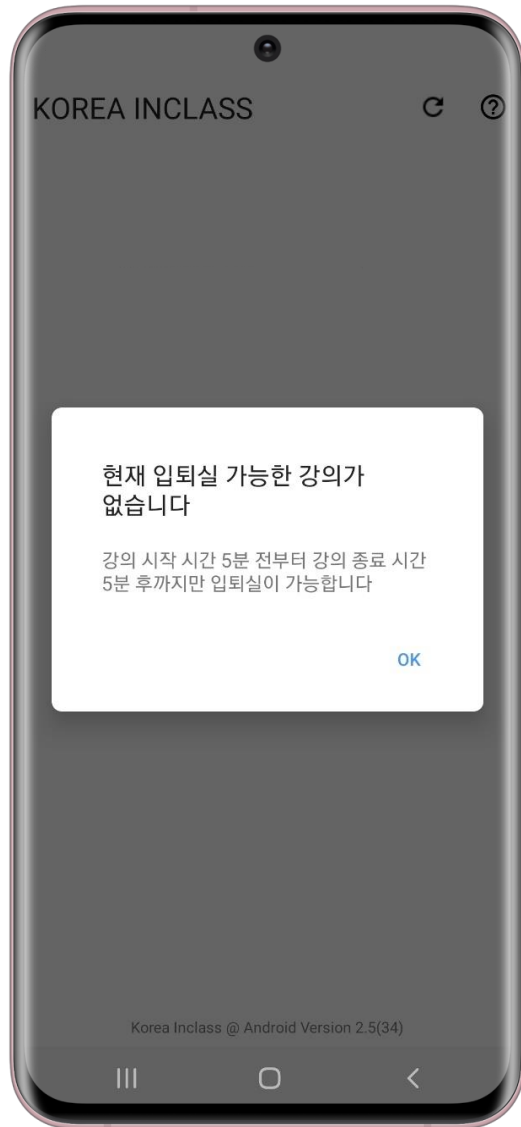 KOREA INCLASS
현재 입퇴실 가능한 강의가
없습니다
강의 시작 시간 5분 전부터 강의 종료 시간
5분 후까지만 입퇴실이 가능합니다
OK
Korea Inclass @ Android Version 2.5(34)